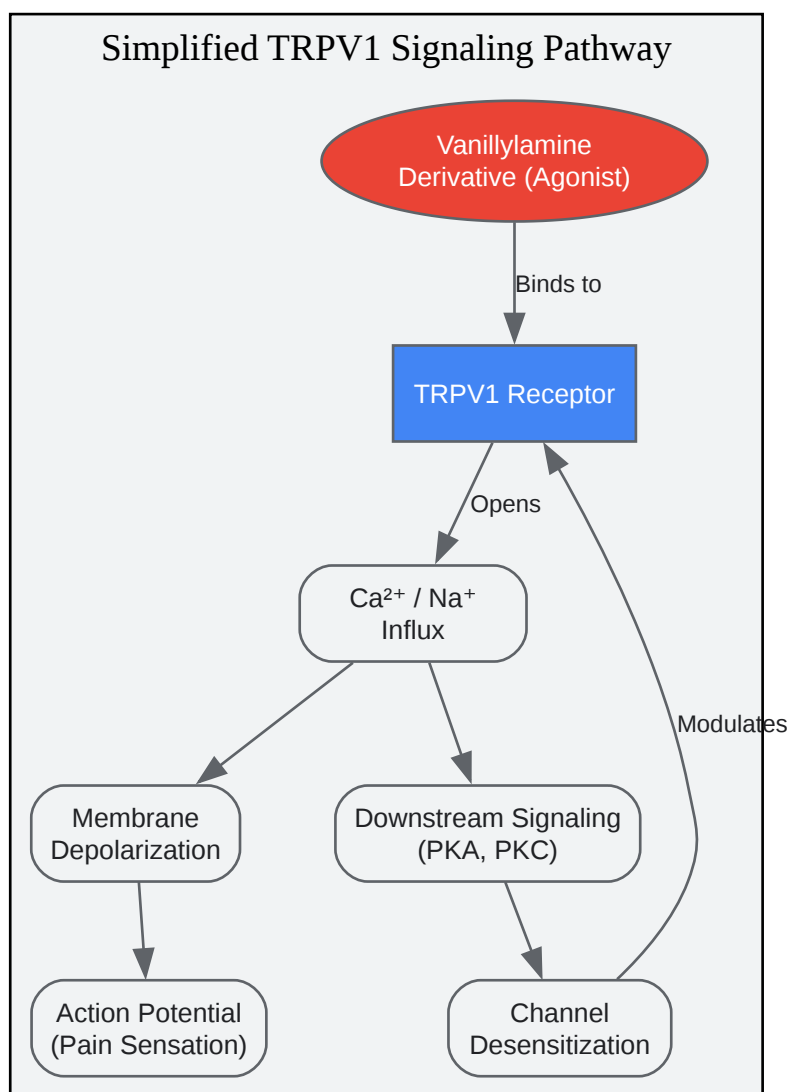 Simplified TRPV1 Signaling Pathway
Vanillylamine
Derivative (Agonist)
Binds to
TRPV1 Receptor
Opens
Ca²⁺ / Na⁺
Influx
Modulates
Membrane
Depolarization
Downstream Signaling
(PKA, PKC)
Action Potential
(Pain Sensation)
Channel
Desensitization